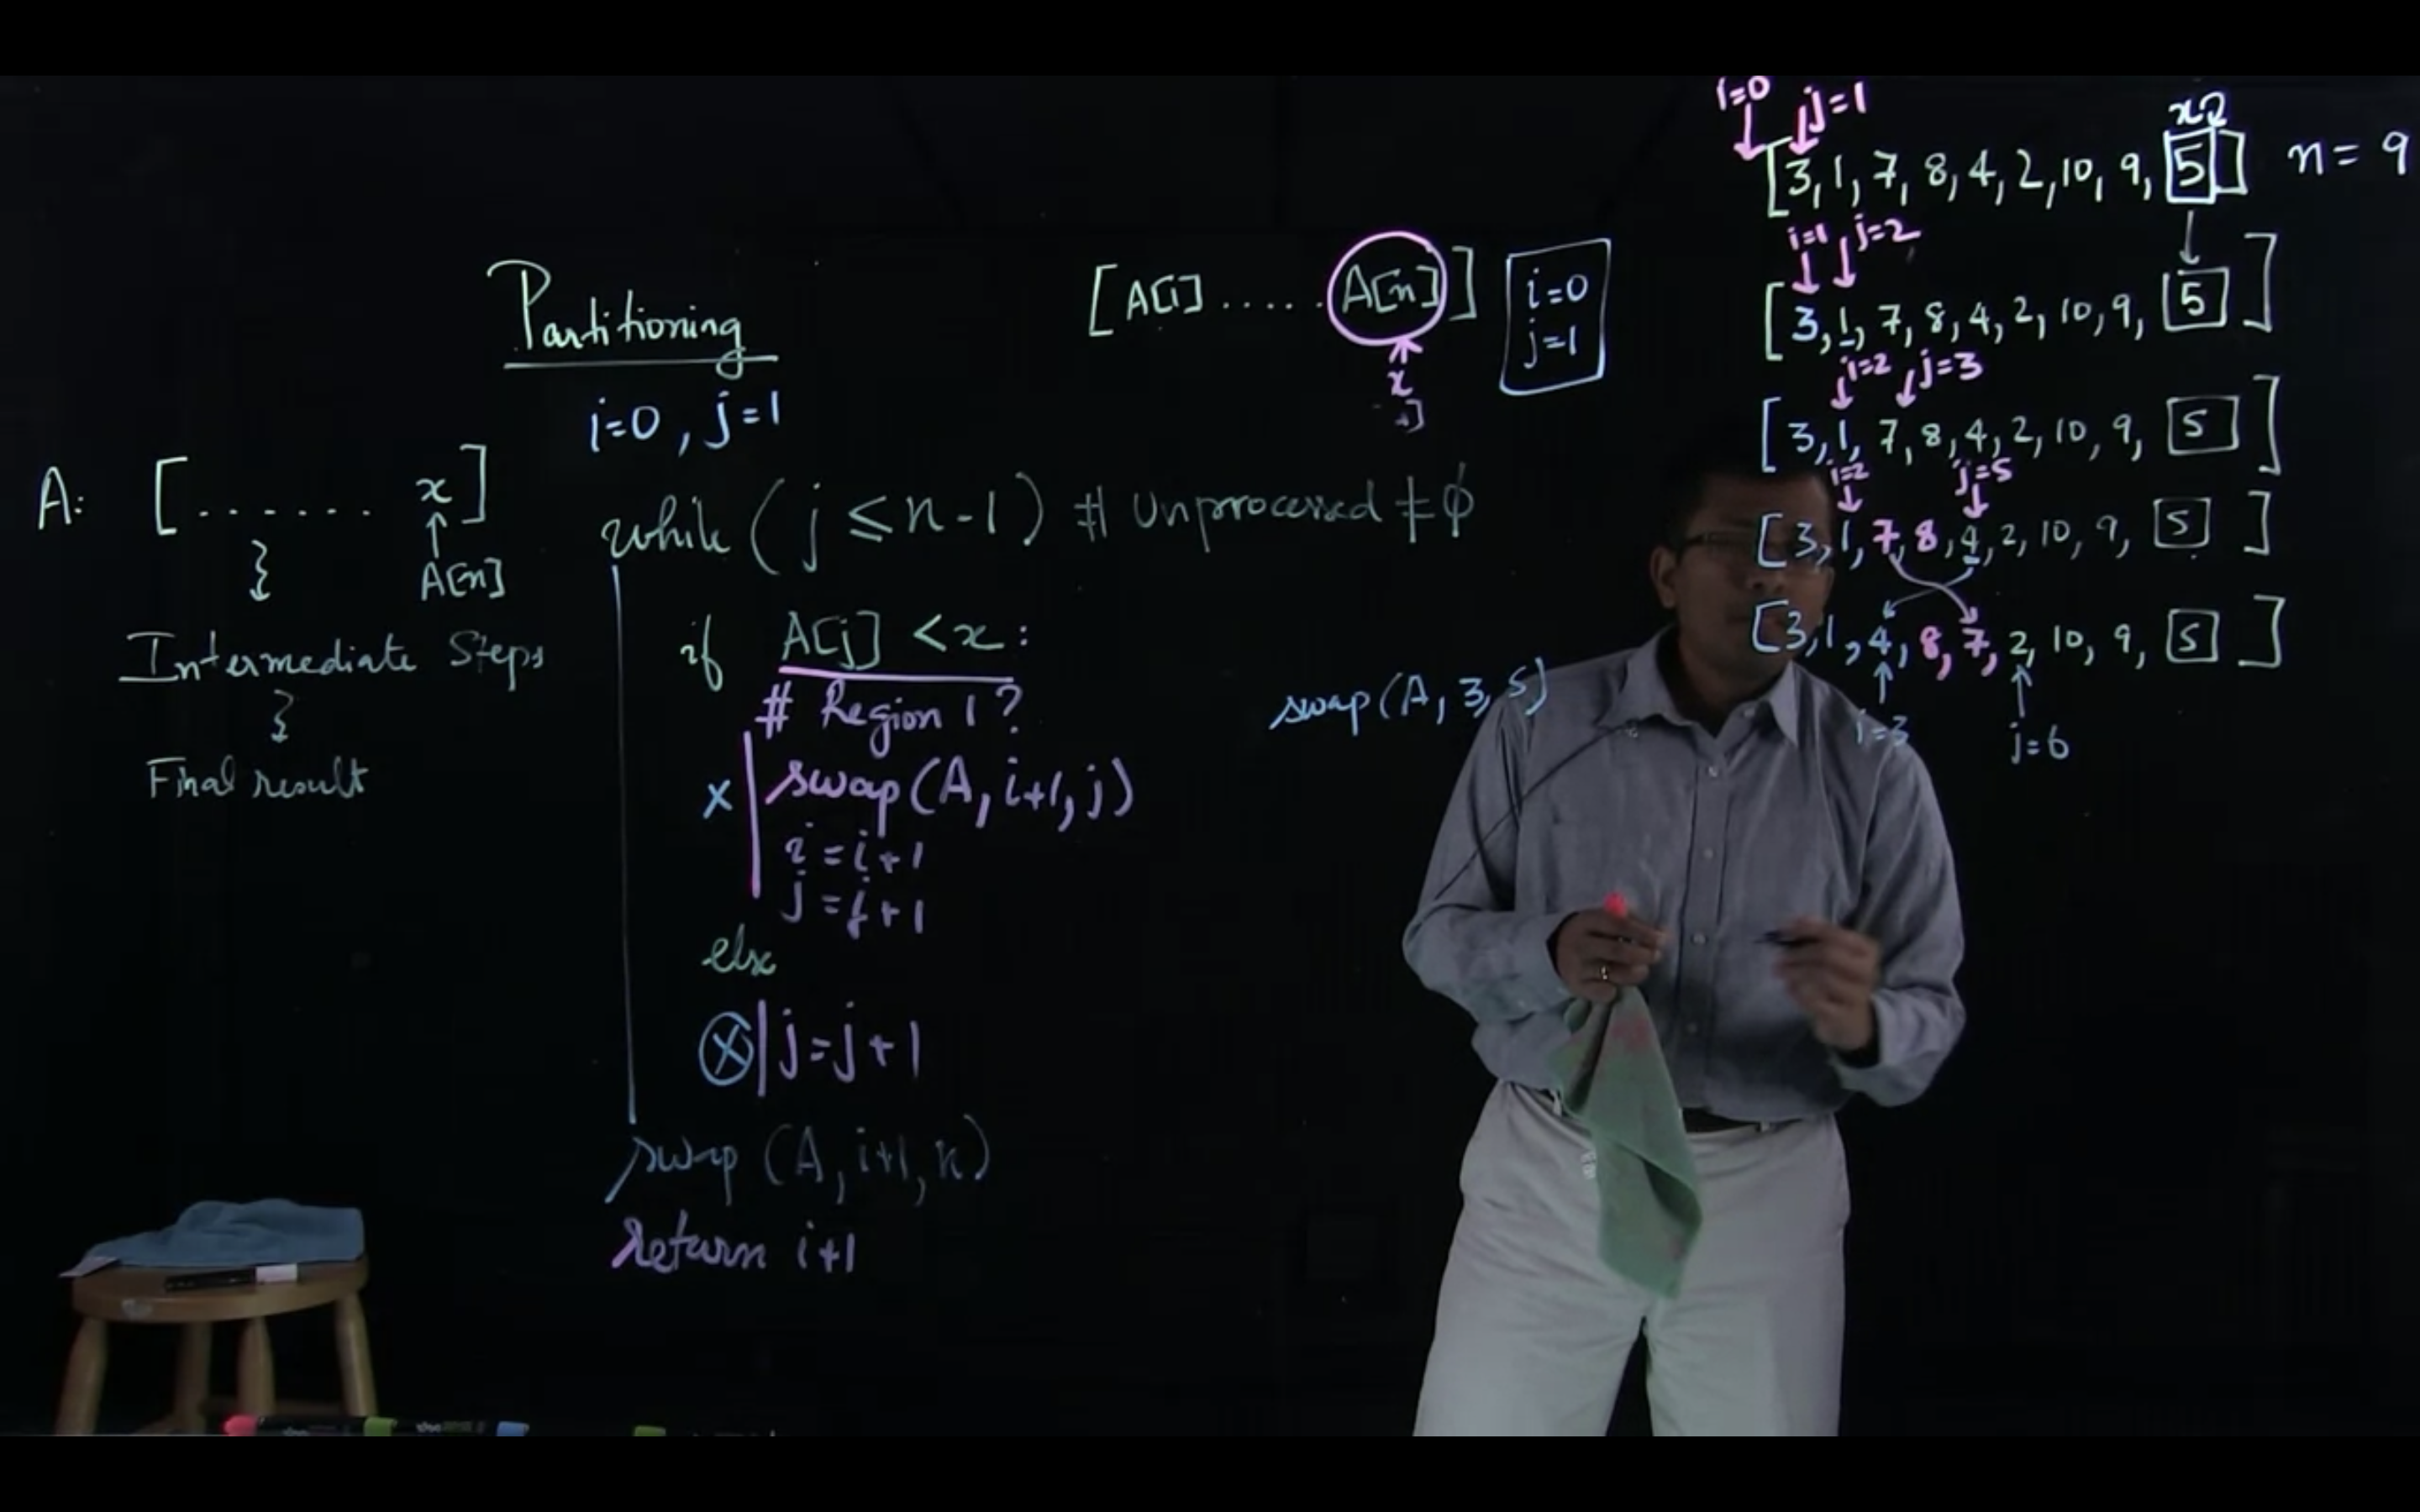 Partitioning
i=0, j=1
A: [....... x]
↑
A[n]
Intermediate Steps
Final result
while (j ≤ n-1) # Unprocessed ≠ ϕ
if A[j] < x:
# Region 1?
x swap(A, i+1, j)
i = i+1
j = j+1
else
x j = j+1
swap (A, i+1, n)
return i+1
[A[i] ..... A[n]]
↑
x
i=0
j=1
swap(A, 3, 5)
i=0 j=1
[3, 1, 7, 8, 4, 2, 10, 9, 5] n = 9
i=1 j=2
[3, 1, 7, 8, 4, 2, 10, 9, 5]
i=2 j=3
[3, 1, 7, 8, 4, 2, 10, 9, 5]
i=2 j=5
[3, 1, 7, 8, 4, 2, 10, 9, 5]
[3, 1, 4, 8, 7, 2, 10, 9, 5]
↑ ↑
i=3 j=6